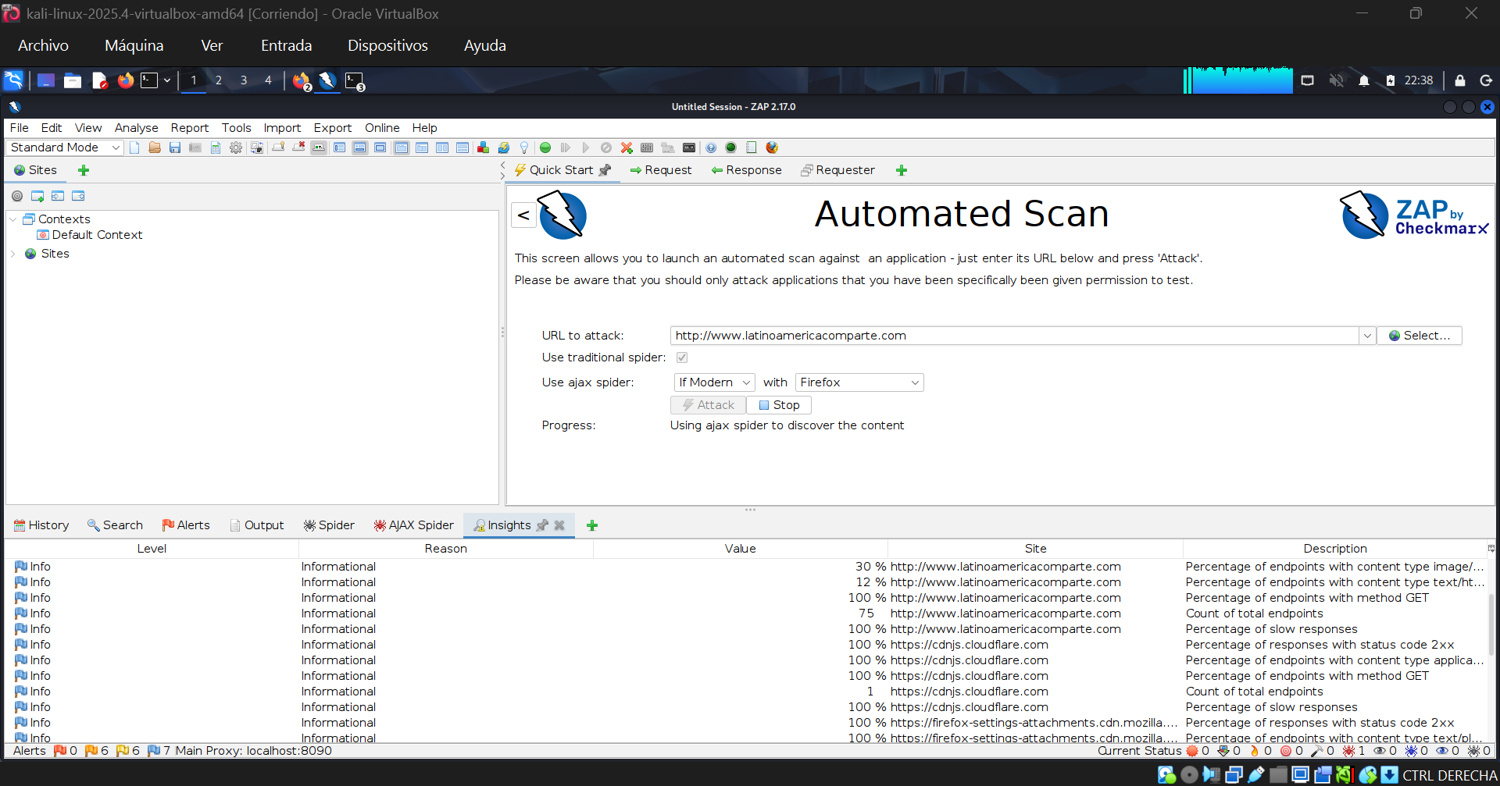 kali-linux-2025.4-virtualbox-amd64 [Corriendo] - Oracle VirtualBox
Archivo Máquina Ver Entrada Dispositivos Ayuda
1 2 3 4 2 3 22:38
Untitled Session - ZAP 2.17.0
File Edit View Analyse Report Tools Import Export Online Help
Standard Mode
Sites
Quick Start Request Response Requester
Contexts
Default Context
Sites
< Automated Scan
ZAP by
Checkmarx
This screen allows you to launch an automated scan against an application - just enter its URL below and press 'Attack'.
Please be aware that you should only attack applications that you have been specifically been given permission to test.
URL to attack: http://www.latinoamericacomparte.com Select...
Use traditional spider:
Use ajax spider: If Modern with Firefox
Attack Stop
Progress: Using ajax spider to discover the content
History Search Alerts Output Spider AJAX Spider Insights
Level Reason Value Site Description
Info Informational 30 % http://www.latinoamericacomparte.com Percentage of endpoints with content type image/...
Info Informational 12 % http://www.latinoamericacomparte.com Percentage of endpoints with content type text/ht...
Info Informational 100 % http://www.latinoamericacomparte.com Percentage of endpoints with method GET
Info Informational 75 http://www.latinoamericacomparte.com Count of total endpoints
Info Informational 100 % http://www.latinoamericacomparte.com Percentage of slow responses
Info Informational 100 % https://cdnjs.cloudflare.com Percentage of responses with status code 2xx
Info Informational 100 % https://cdnjs.cloudflare.com Percentage of endpoints with content type applica...
Info Informational 100 % https://cdnjs.cloudflare.com Percentage of endpoints with method GET
Info Informational 1 https://cdnjs.cloudflare.com Count of total endpoints
Info Informational 100 % https://cdnjs.cloudflare.com Percentage of slow responses
Info Informational 100 % https://firefox-settings-attachments.cdn.mozilla.... Percentage of responses with status code 2xx
Info Informational 100 % https://firefox-settings-attachments.cdn.mozilla.... Percentage of endpoints with content type text/pl...
Alerts 0 6 6 7 Main Proxy: localhost:8090 Current Status 0 0 0 0 0 1 0 0 0 0
CTRL DERECHA